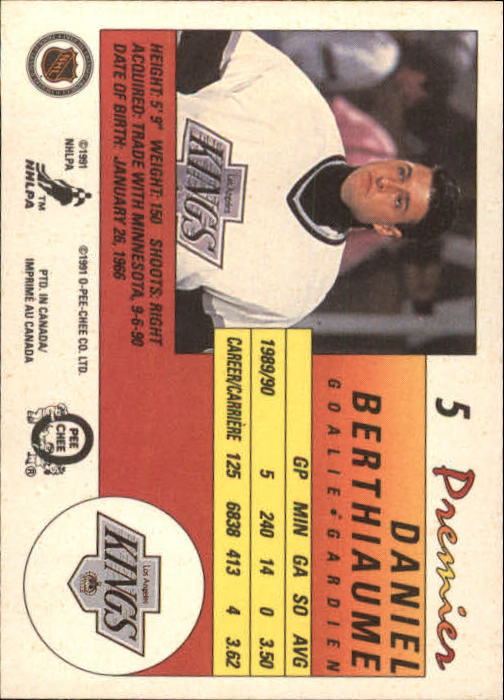 5 Premier
DANIEL
BERTHIAUME
GOALIE • GARDIEN
GP MIN GA SO AVG
1989/90 5 240 14 0 3.50
CAREER/CARRIÈRE 125 6838 413 4 3.62
Los Angeles
KINGS
HEIGHT: 5' 9" WEIGHT: 150 SHOOTS: RIGHT
ACQUIRED: TRADE WITH MINNESOTA, 9-6-90
DATE OF BIRTH: JANUARY 26, 1966
NHL
©1991
NHLPA
NHLPA™
©1991 O-PEE-CHEE CO. LTD.
PTD. IN CANADA/
IMPRIMÉ AU CANADA
O PEE CHEE ®
Los Angeles
KINGS